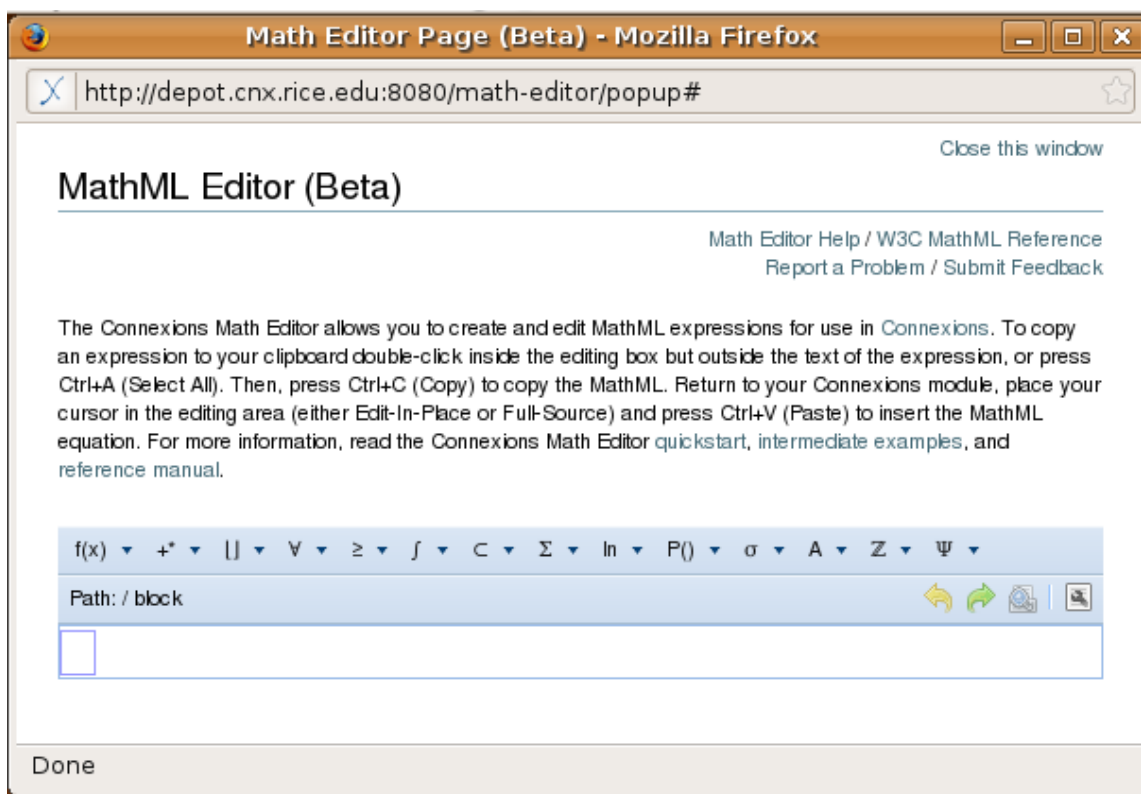 Math Editor Page (Beta) - Mozilla Firefox
http://depot.cnx.rice.edu:8080/math-editor/popup#
Close this window
MathML Editor (Beta)
Math Editor Help / W3C MathML Reference
Report a Problem / Submit Feedback
The Connexions Math Editor allows you to create and edit MathML expressions for use in Connexions. To copy
an expression to your clipboard double-click inside the editing box but outside the text of the expression, or press
Ctrl+A (Select All). Then, press Ctrl+C (Copy) to copy the MathML. Return to your Connexions module, place your
cursor in the editing area (either Edit-In-Place or Full-Source) and press Ctrl+V (Paste) to insert the MathML
equation. For more information, read the Connexions Math Editor quickstart, intermediate examples, and
reference manual.
f(x) +* ⌊⌋ ∀ ≥ ∫ ⊂ Σ ln P() σ A ℤ Ψ
Path: / block
Done